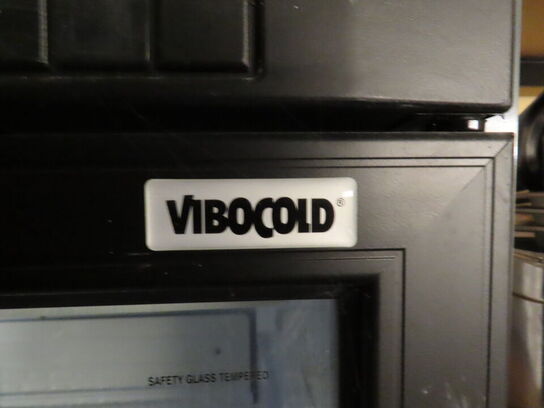 VIBOCOLD®
SAFETY GLASS TEMPERED